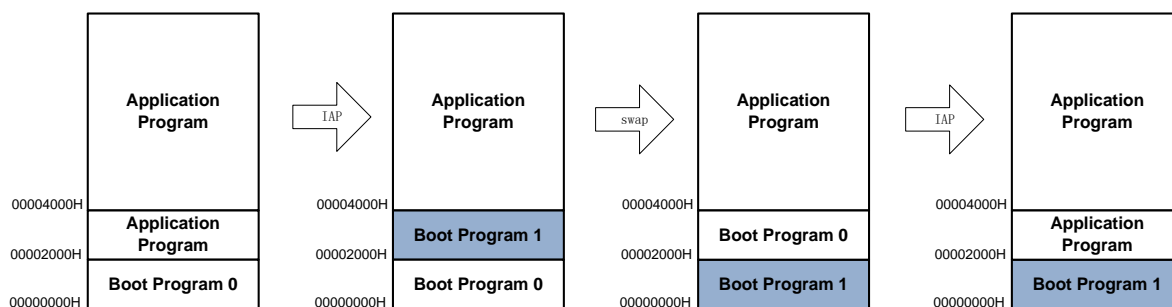 Application
Program
00004000H
Application
Program
00002000H
Boot Program 0
00000000H
IAP
Application
Program
00004000H
Boot Program 1
00002000H
Boot Program 0
00000000H
swap
Application
Program
00004000H
Boot Program 0
00002000H
Boot Program 1
00000000H
IAP
Application
Program
00004000H
Application
Program
00002000H
Boot Program 1
00000000H